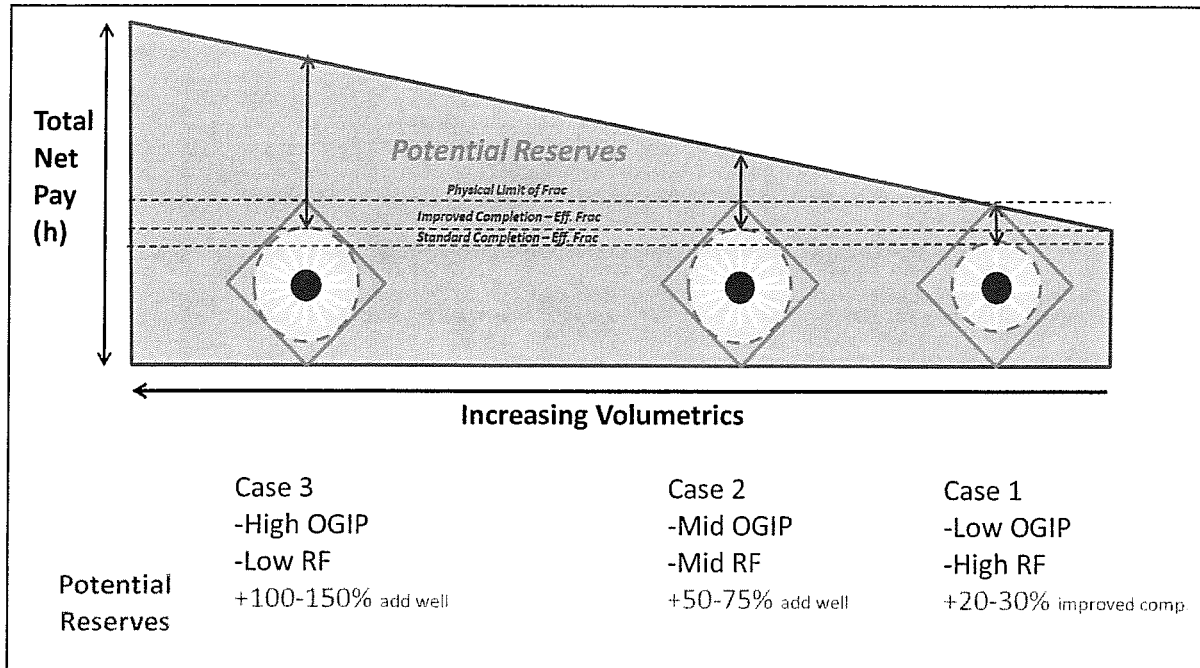 Total
Net
Pay
(h)
Potential Reserves
Physical Limit of Frac
Improved Completion – Eff. Frac
Standard Completion – Eff. Frac
Increasing Volumetrics
Case 3
-High OGIP
-Low RF
+100-150% add well
Case 2
-Mid OGIP
-Mid RF
+50-75% add well
Case 1
-Low OGIP
-High RF
+20-30% improved comp.
Potential
Reserves